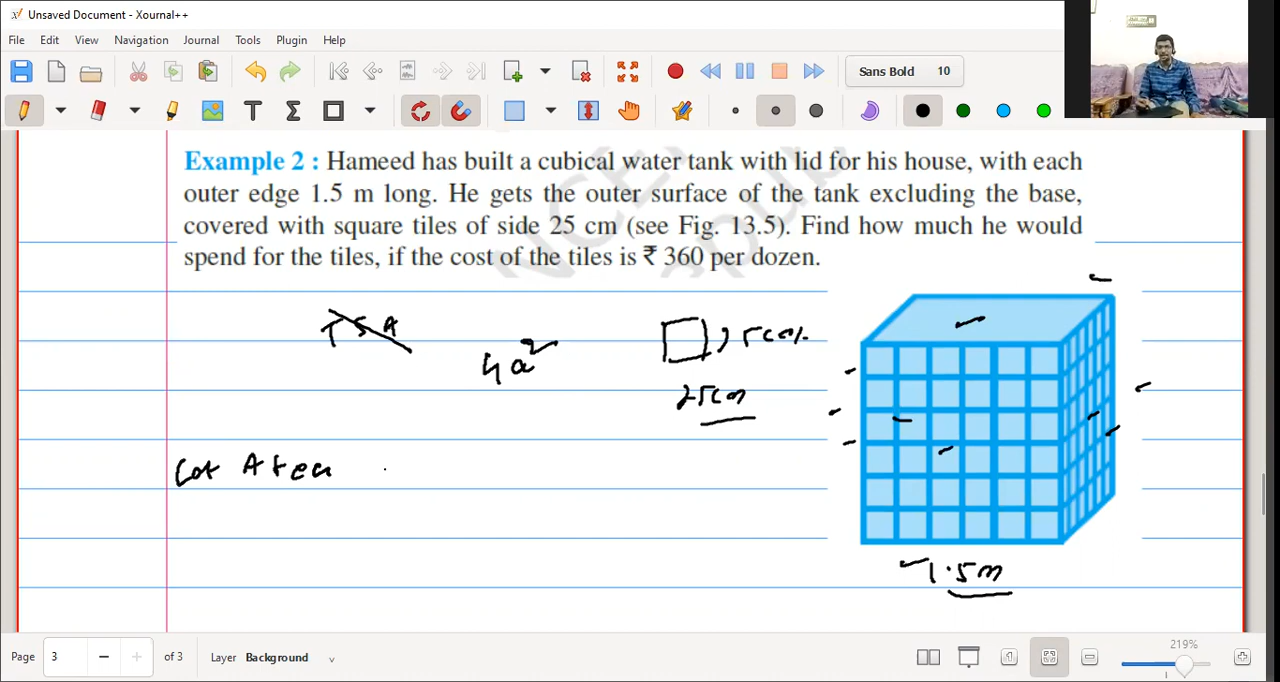 Unsaved Document - Xournal++
File Edit View Navigation Journal Tools Plugin Help
Sans Bold 10
Example 2 : Hameed has built a cubical water tank with lid for his house, with each
outer edge 1.5 m long. He gets the outer surface of the tank excluding the base,
covered with square tiles of side 25 cm (see Fig. 13.5). Find how much he would
spend for the tiles, if the cost of the tiles is ₹ 360 per dozen.
TSA
4a²
25cm
Area
1.5m
Page 3 of 3 Layer Background 219%